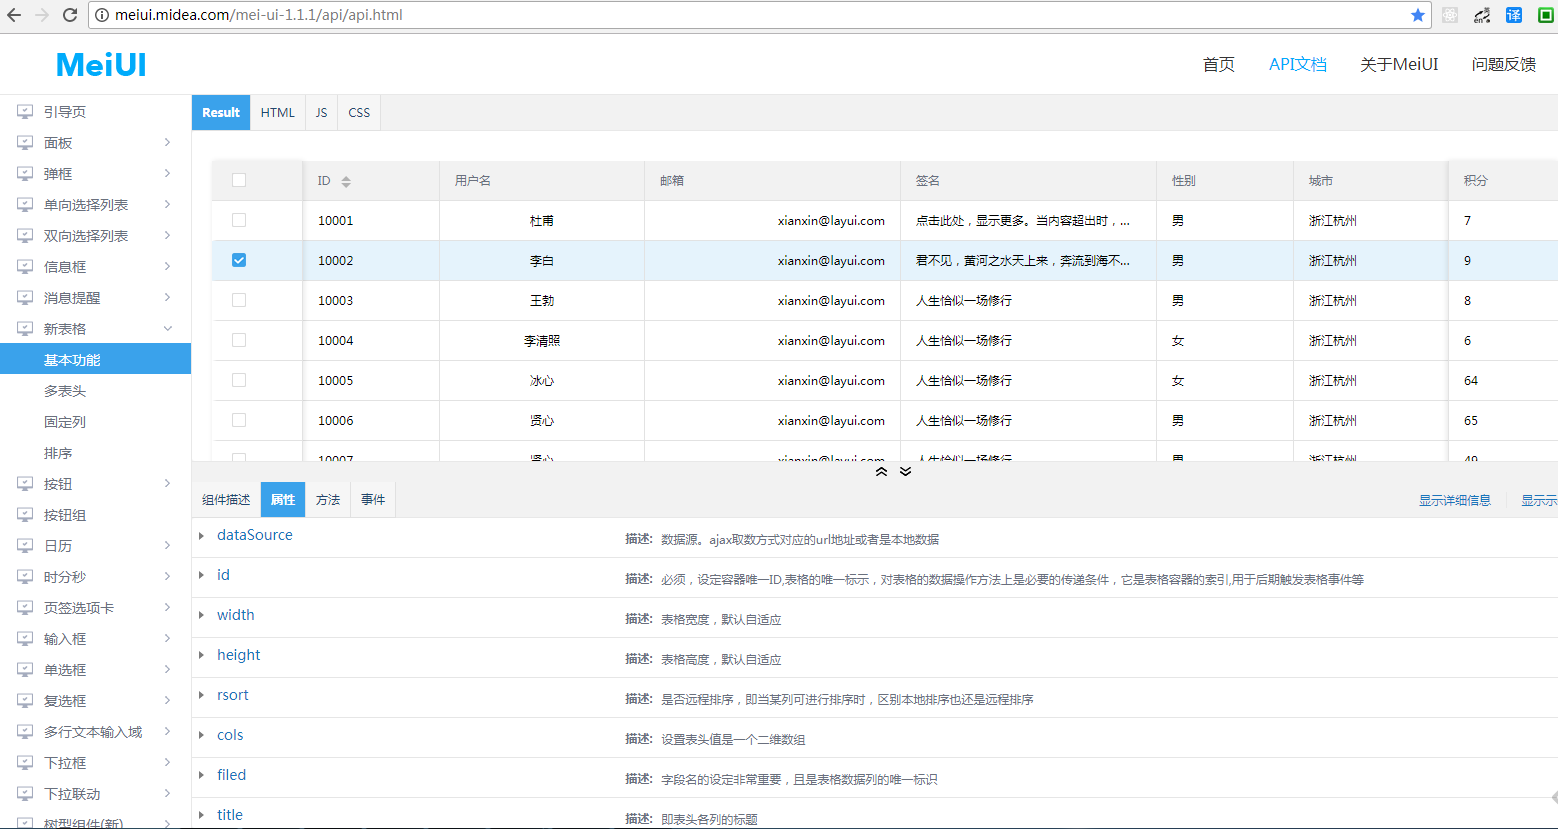 meiui.midea.com/mei-ui-1.1.1/api/api.html
MeiUI
首页 API文档 关于MeiUI 问题反馈
引导页
面板
弹框
单向选择列表
双向选择列表
信息框
消息提醒
新表格
基本功能
多表头
固定列
排序
按钮
按钮组
日历
时分秒
页签选项卡
输入框
单选框
复选框
多行文本输入域
下拉框
下拉联动
树型组件(新)
Result HTML JS CSS
ID 用户名 邮箱 签名 性别 城市 积分
10001 杜甫 xianxin@layui.com 点击此处，显示更多。当内容超出时，... 男 浙江杭州 7
10002 李白 xianxin@layui.com 君不见，黄河之水天上来，奔流到海不... 男 浙江杭州 9
10003 王勃 xianxin@layui.com 人生恰似一场修行 男 浙江杭州 8
10004 李清照 xianxin@layui.com 人生恰似一场修行 女 浙江杭州 6
10005 冰心 xianxin@layui.com 人生恰似一场修行 女 浙江杭州 64
10006 贤心 xianxin@layui.com 人生恰似一场修行 男 浙江杭州 65
10007 贤心 xianxin@layui.com 人生恰似一场修行 男 浙江杭州 49
组件描述 属性 方法 事件 显示详细信息 显示示
dataSource 描述: 数据源。ajax取数方式对应的url地址或者是本地数据
id 描述: 必须，设定容器唯一ID,表格的唯一标示，对表格的数据操作方法上是必要的传递条件，它是表格容器的索引,用于后期触发表格事件等
width 描述: 表格宽度，默认自适应
height 描述: 表格高度，默认自适应
rsort 描述: 是否远程排序，即当某列可进行排序时，区别本地排序也还是远程排序
cols 描述: 设置表头值是一个二维数组
filed 描述: 字段名的设定非常重要，且是表格数据列的唯一标识
title 描述: 即表头各列的标题